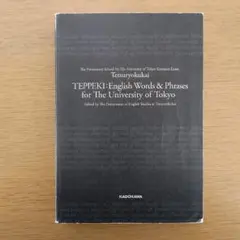 The Preparatory School For The University of Tokyo Entrance Exam
Tetsuryokukai
TEPPEKI: English Words & Phrases
for The University of Tokyo
Edited by The Department of English Studies at Tetsuryokukai
KADOKAWA